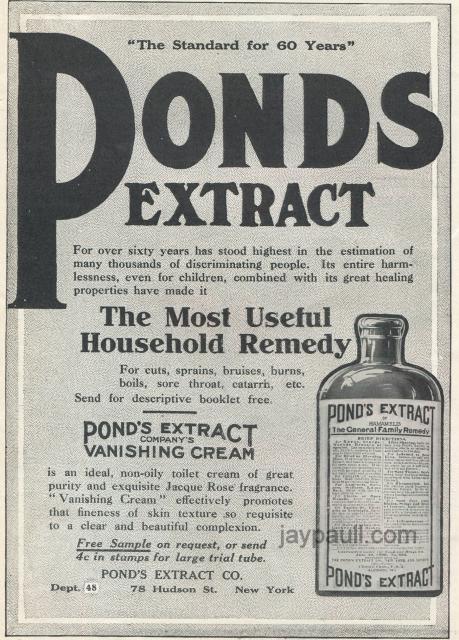 "The Standard for 60 Years"
PONDS
EXTRACT
For over sixty years has stood highest in the estimation of
many thousands of discriminating people. Its entire harm-
lessness, even for children, combined with its great healing
properties have made it
The Most Useful
Household Remedy
For cuts, sprains, bruises, burns,
boils, sore throat, catarrh, etc.
Send for descriptive booklet free.
POND'S EXTRACT
COMPANY'S
VANISHING CREAM
is an ideal, non-oily toilet cream of great
purity and exquisite Jacque Rose fragrance.
"Vanishing Cream" effectively promotes
that fineness of skin texture so requisite
to a clear and beautiful complexion.
Free Sample on request, or send
4c in stamps for large trial tube.
POND'S EXTRACT CO.
Dept. 48 78 Hudson St. New York
POND'S EXTRACT
OF
HAMAMELIS
The General Family Remedy
BRIEF DIRECTIONS
POND'S EXTRACT
jaypaull.com